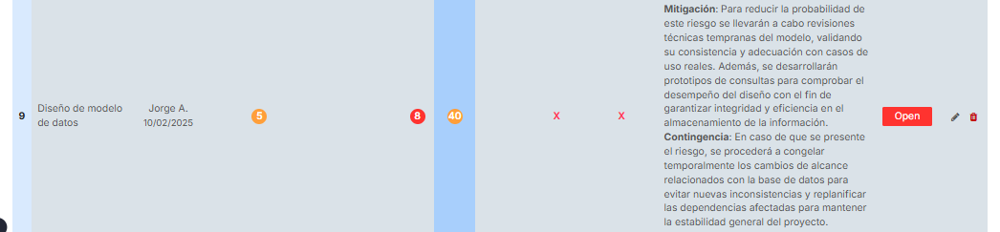 Mitigación: Para reducir la probabilidad de
este riesgo se llevarán a cabo revisiones
técnicas tempranas del modelo, validando
su consistencia y adecuación con casos de
uso reales. Además, se desarrollarán
prototipos de consultas para comprobar el
desempeño del diseño con el fin de
garantizar integridad y eficiencia en el
almacenamiento de la información.
Contingencia: En caso de que se presente
el riesgo, se procederá a congelar
temporalmente los cambios de alcance
relacionados con la base de datos para
evitar nuevas inconsistencias y replanificar
las dependencias afectadas para mantener
la estabilidad general del proyecto.
9
Diseño de modelo
de datos
Jorge A.
10/02/2025
5
8
40
X
X
Open